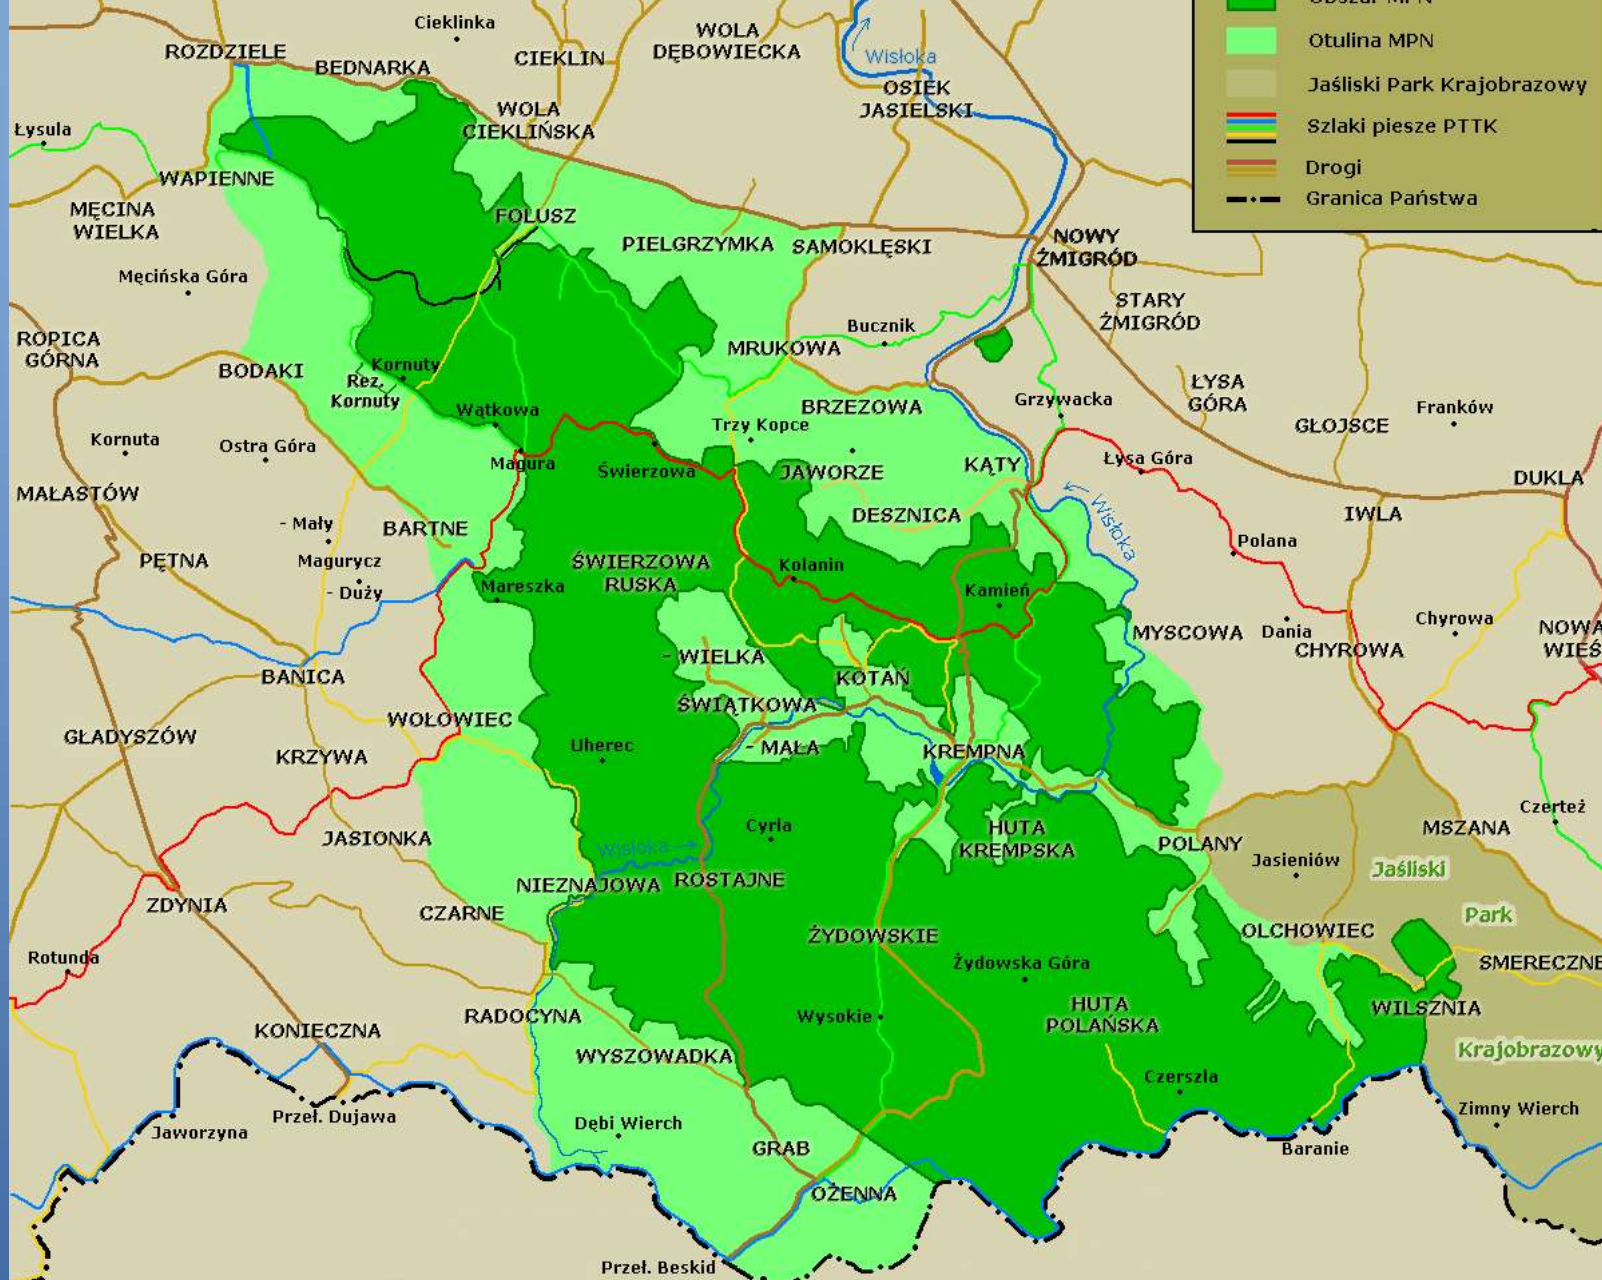 Obszar MPN
Otulina MPN
Jaśliski Park Krajobrazowy
Szlaki piesze PTTK
Drogi
Granica Państwa
Cieklinka
WOLA
DĘBOWIECKA
ROZDZIELE
CIEKLIN
BEDNARKA
Wisłoka
OSIEK
JASIELSKI
WOLA
CIEKLIŃSKA
Łysula
WAPIENNE
MĘCINA
WIELKA
FOLUSZ
PIELGRZYMKA
SAMOKLĘSKI
NOWY
ŻMIGRÓD
Męcińska Góra
STARY
ŻMIGRÓD
Bucznik
ROPICA
GÓRNA
MRUKOWA
BODAKI
Kornuty
Rez.
Kornuty
ŁYSA
GÓRA
Grzywacka
Franków
BRZEZOWA
Wątkowa
Trzy Kopce
GŁOJSCE
Kornuta
Ostra Góra
Magura
Świerzowa
JAWORZE
KĄTY
Łysa Góra
DUKLA
MAŁASTÓW
DESZNICA
IWLA
- Mały
BARTNE
Wisłoka
Polana
PĘTNA
Magurycz
ŚWIERZOWA
RUSKA
Kolanin
- Duży
Mareszka
Kamień
Chyrowa
MYSCOWA
Dania
CHYROWA
NOWA
WIEŚ
- WIELKA
BANICA
KOTAŃ
ŚWIĄTKOWA
WOŁOWIEC
GŁADYSZÓW
- MAŁA
KREMPNA
Uherec
KRZYWA
Czerteż
JASIONKA
Cyrla
HUTA
KREMPSKA
MSZANA
POLANY
Wisłoka
Jasieniów
Jaśliski
NIEZNAJOWA
ROSTAJNE
ZDYNIA
CZARNE
Park
ŻYDOWSKIE
OLCHOWIEC
Rotunda
Żydowska Góra
SMERECZNE
HUTA
POLAŃSKA
WILSZNIA
RADOCYNA
Wysokie
KONIECZNA
Krajobrazowy
WYSZOWADKA
Czerszla
Przeł. Dujawa
Dębi Wierch
Zimny Wierch
Jaworzyna
GRAB
Baranie
OŻENNA
Przeł. Beskid